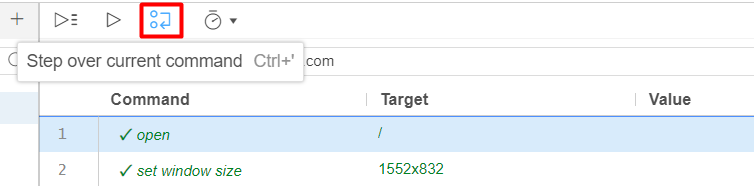 Step over current command Ctrl+'
.com
Command Target Value
1 ✓ open /
2 ✓ set window size 1552x832